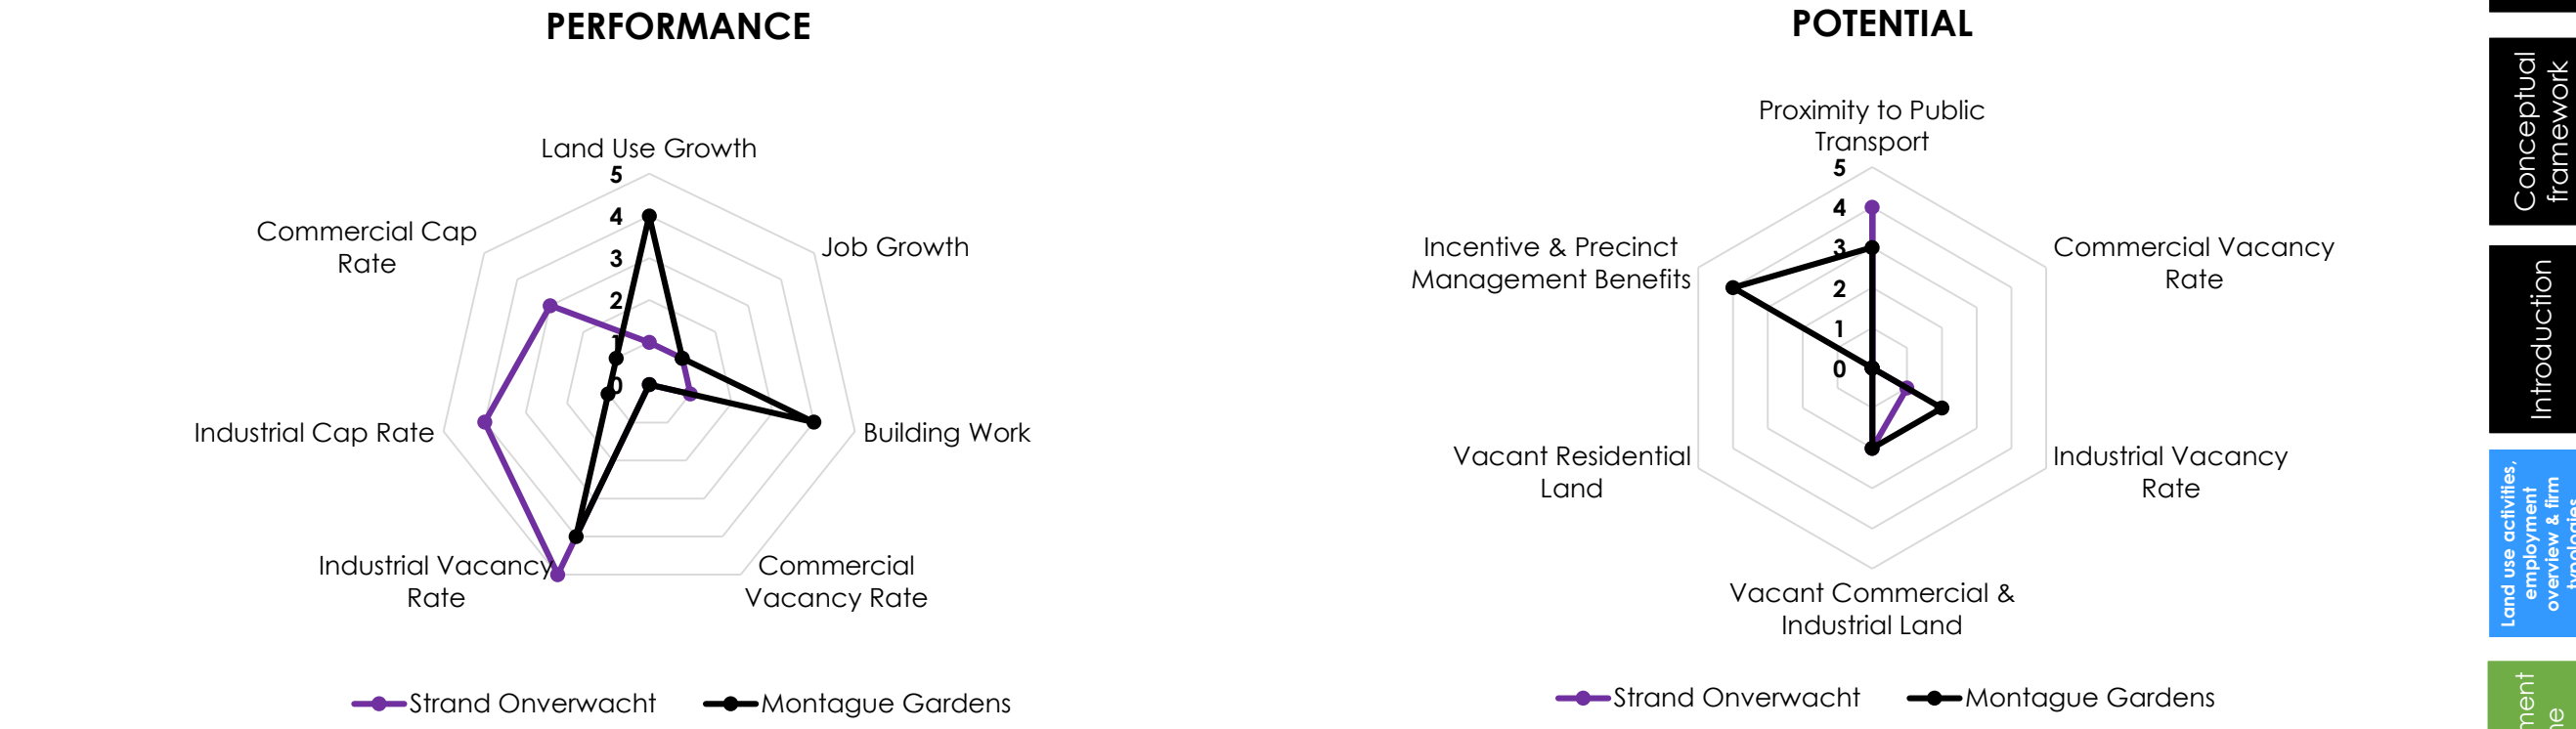 PERFORMANCE
Land Use Growth
5
4
3
2
1
0
Commercial Cap
Rate
Job Growth
Industrial Cap Rate
Building Work
Industrial Vacancy
Rate
Commercial
Vacancy Rate
Strand Onverwacht
Montague Gardens
POTENTIAL
Proximity to Public
Transport
5
4
3
2
1
0
Incentive & Precinct
Management Benefits
Commercial Vacancy
Rate
Vacant Residential
Land
Industrial Vacancy
Rate
Vacant Commercial &
Industrial Land
Strand Onverwacht
Montague Gardens
Conceptual
framework
Introduction
Land use activities,
employment
overview & firm
typologies